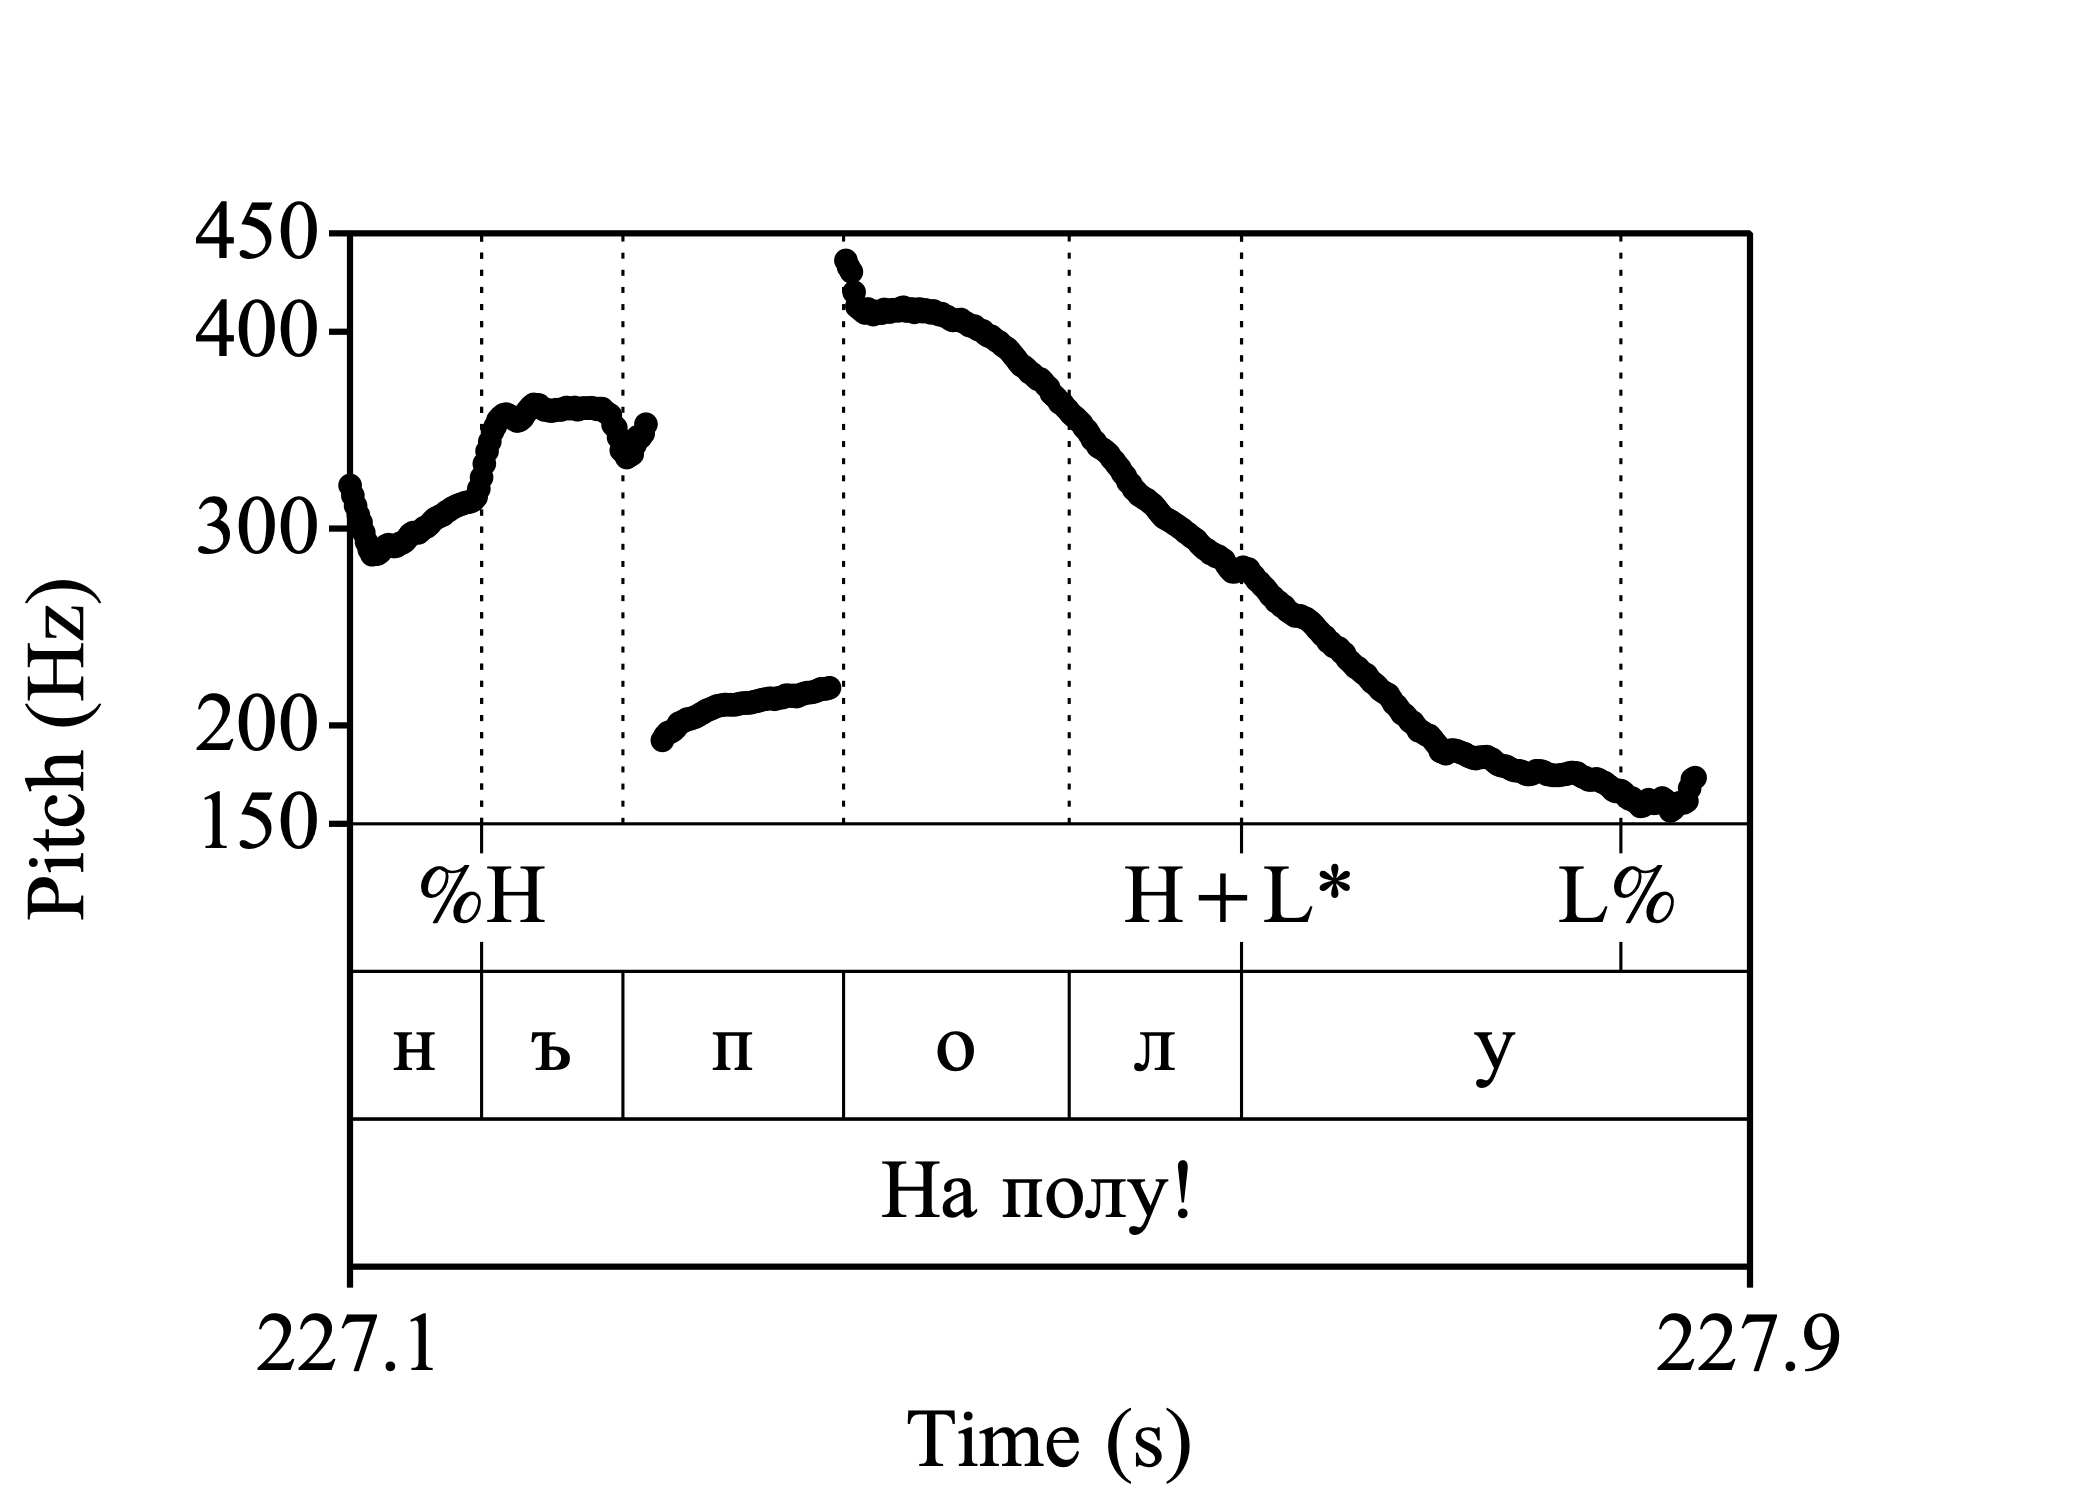 450
400
300
200
150
Pitch (Hz)
%H H+L* L%
н ъ п о л у
На полу!
227.1 227.9
Time (s)